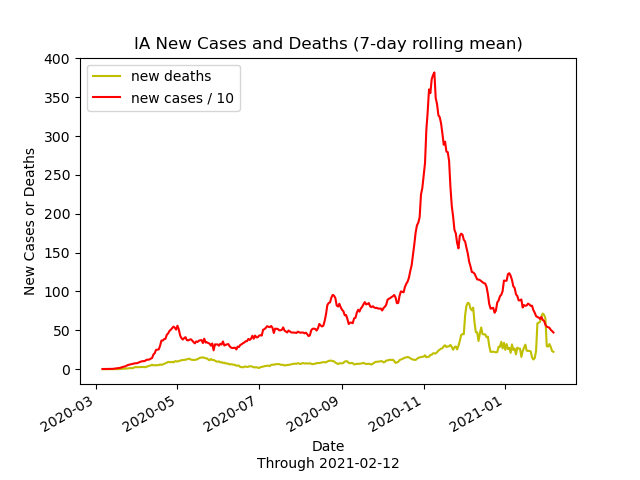 IA New Cases and Deaths (7-day rolling mean)
new deaths
new cases / 10
New Cases or Deaths
400
350
300
250
200
150
100
50
0
2020-03
2020-05
2020-07
2020-09
2020-11
2021-01
Date
Through 2021-02-12